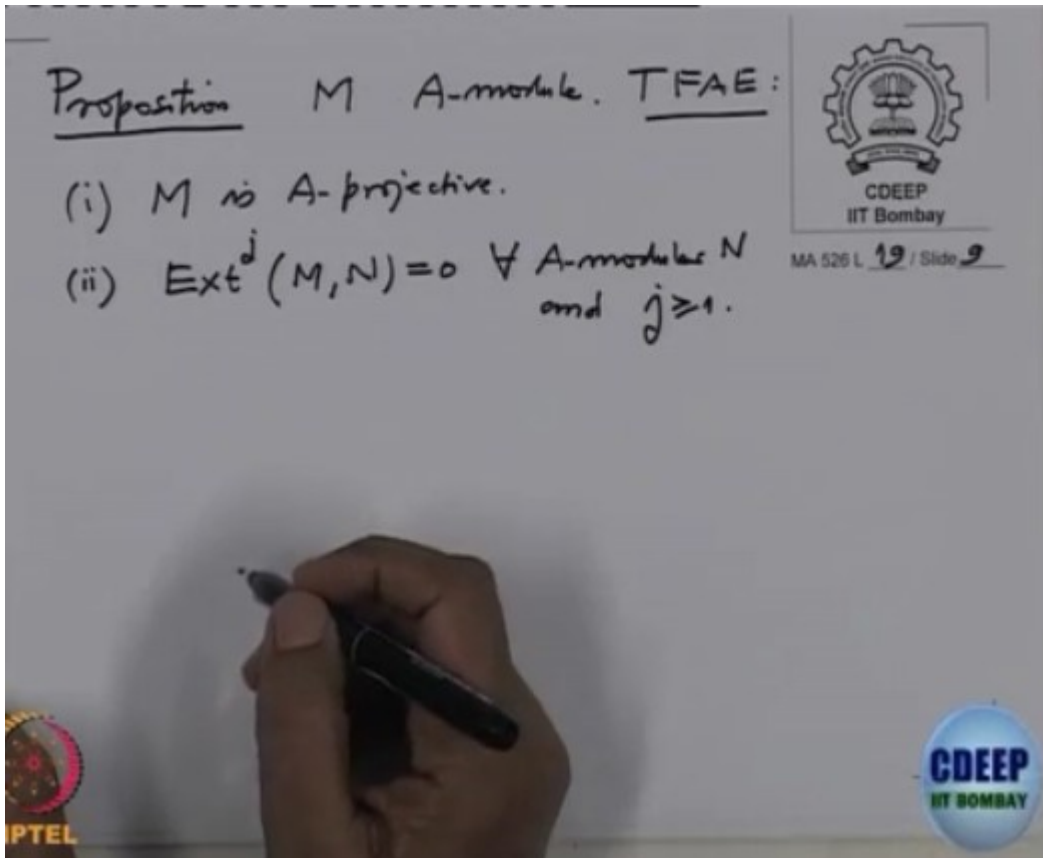 Proposition M A-module. TFAE:
(i) M is A-projective.
(ii) Ext^j (M, N) = 0 ∀ A-modules N
and j ≥ 1.
CDEEP
IIT Bombay
MA 526 L 19 / Slide 9
IPTEL
CDEEP
IIT BOMBAY